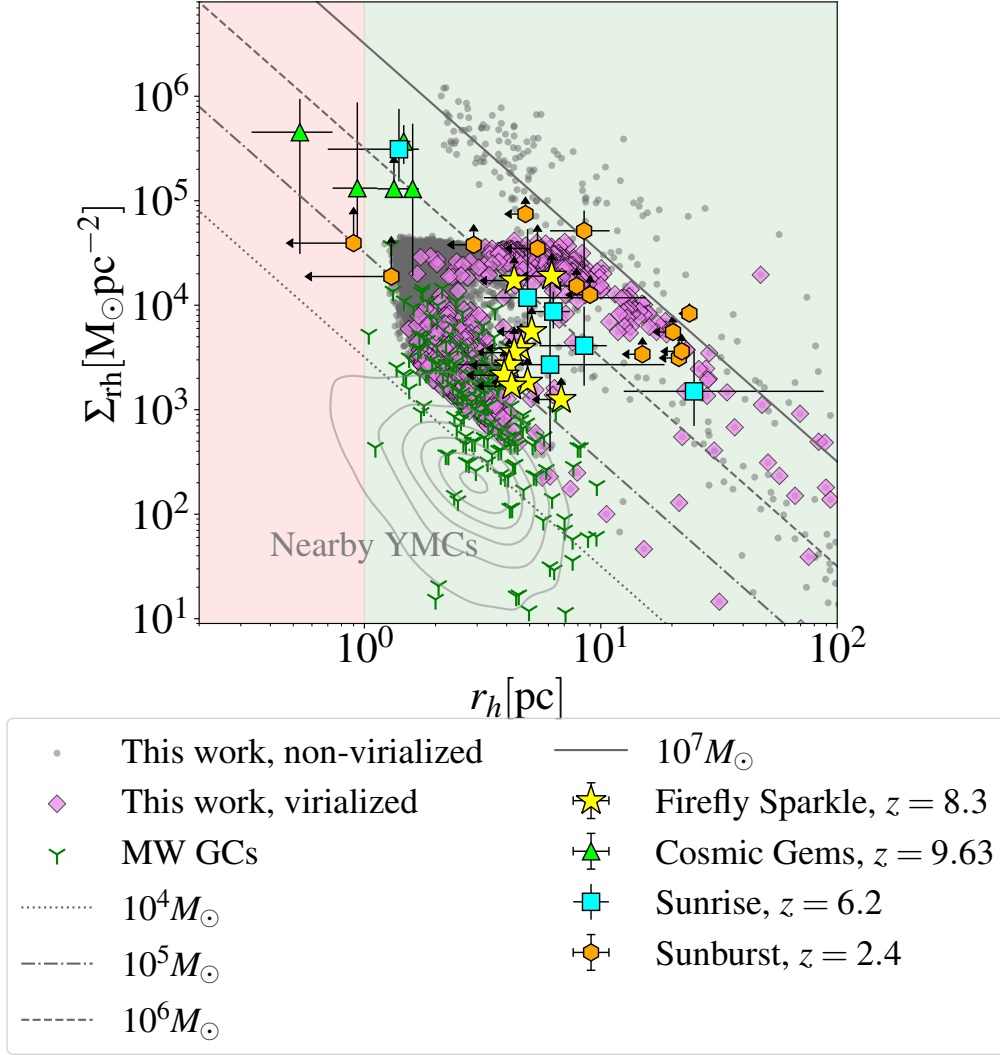 10^6
10^5
10^4
10^3
10^2
10^1
Σ_rh[M_⊙pc^−2]
Nearby YMCs
10^0 10^1 10^2
r_h[pc]
This work, non-virialized
This work, virialized
MW GCs
10^4 M_⊙
10^5 M_⊙
10^6 M_⊙
10^7 M_⊙
Firefly Sparkle, z = 8.3
Cosmic Gems, z = 9.63
Sunrise, z = 6.2
Sunburst, z = 2.4